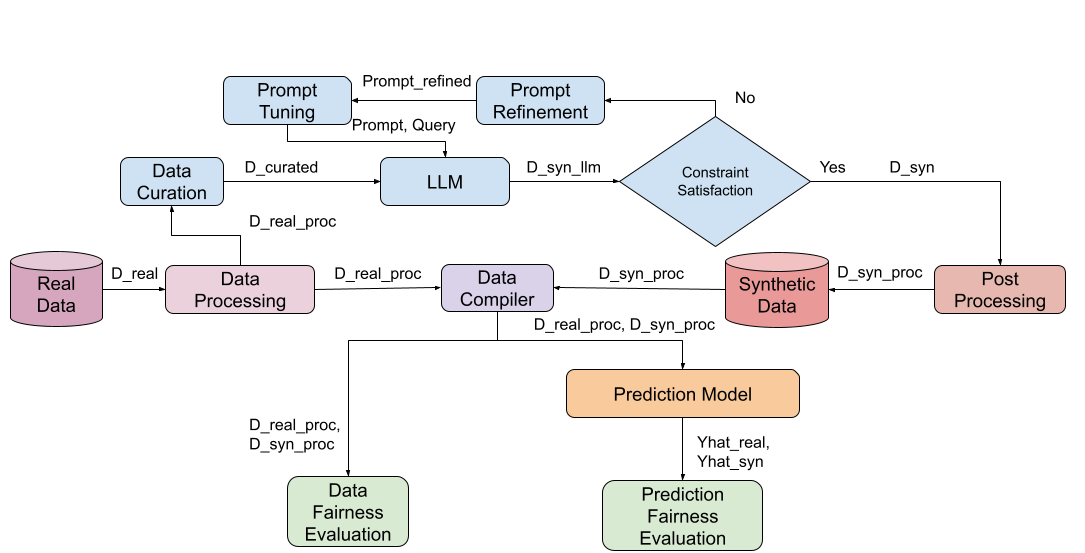 Prompt_refined
No
Prompt
Tuning
Prompt
Refinement
Prompt, Query
Data
Curation
D_curated
LLM
D_syn_llm
Constraint
Satisfaction
Yes
D_syn
D_real_proc
Real
Data
D_real
Data
Processing
D_real_proc
Data
Compiler
D_syn_proc
Synthetic
Data
D_syn_proc
Post
Processing
D_real_proc, D_syn_proc
Prediction Model
D_real_proc,
D_syn_proc
Yhat_real,
Yhat_syn
Data
Fairness
Evaluation
Prediction
Fairness
Evaluation